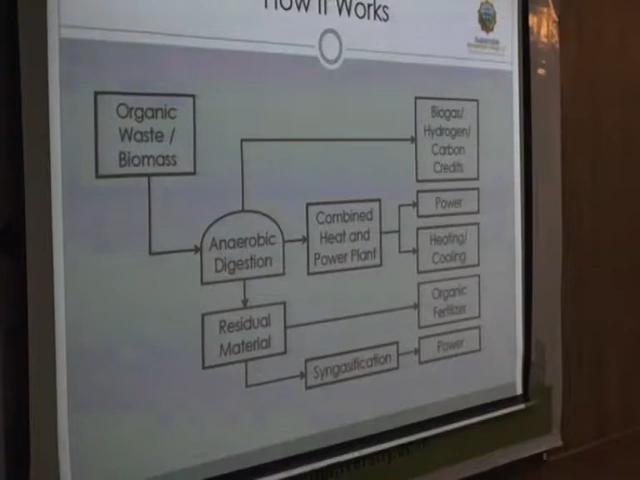 How It Works
Organic
Waste /
Biomass
Biogas/
Hydrogen/
Carbon
Credits
Anaerobic
Digestion
Combined
Heat and
Power Plant
Power
Heating/
Cooling
Residual
Material
Organic
Fertilizer
Syngasification
Power